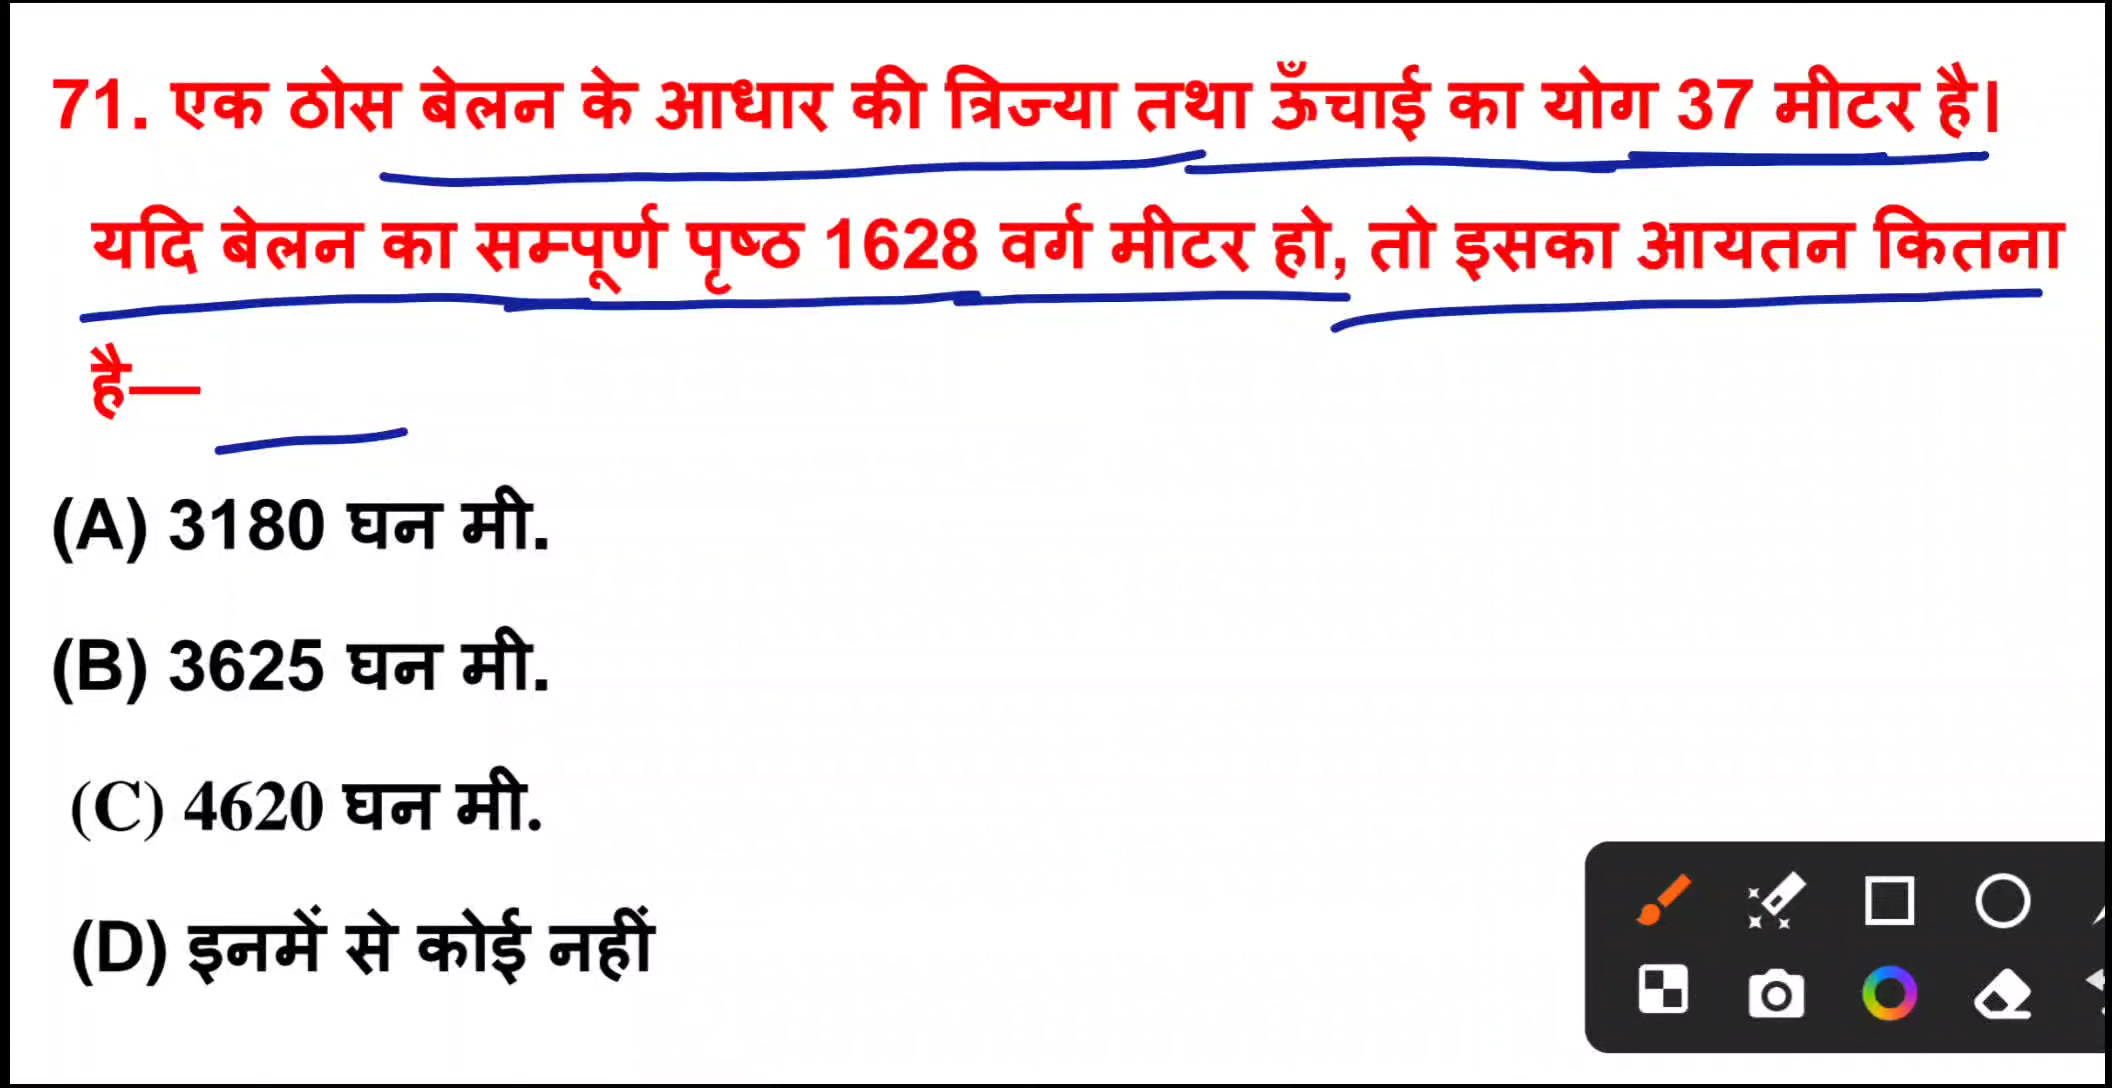 71. एक ठोस बेलन के आधार की त्रिज्या तथा ऊँचाई का योग 37 मीटर है।
यदि बेलन का सम्पूर्ण पृष्ठ 1628 वर्ग मीटर हो, तो इसका आयतन कितना
है—
(A) 3180 घन मी.
(B) 3625 घन मी.
(C) 4620 घन मी.
(D) इनमें से कोई नहीं